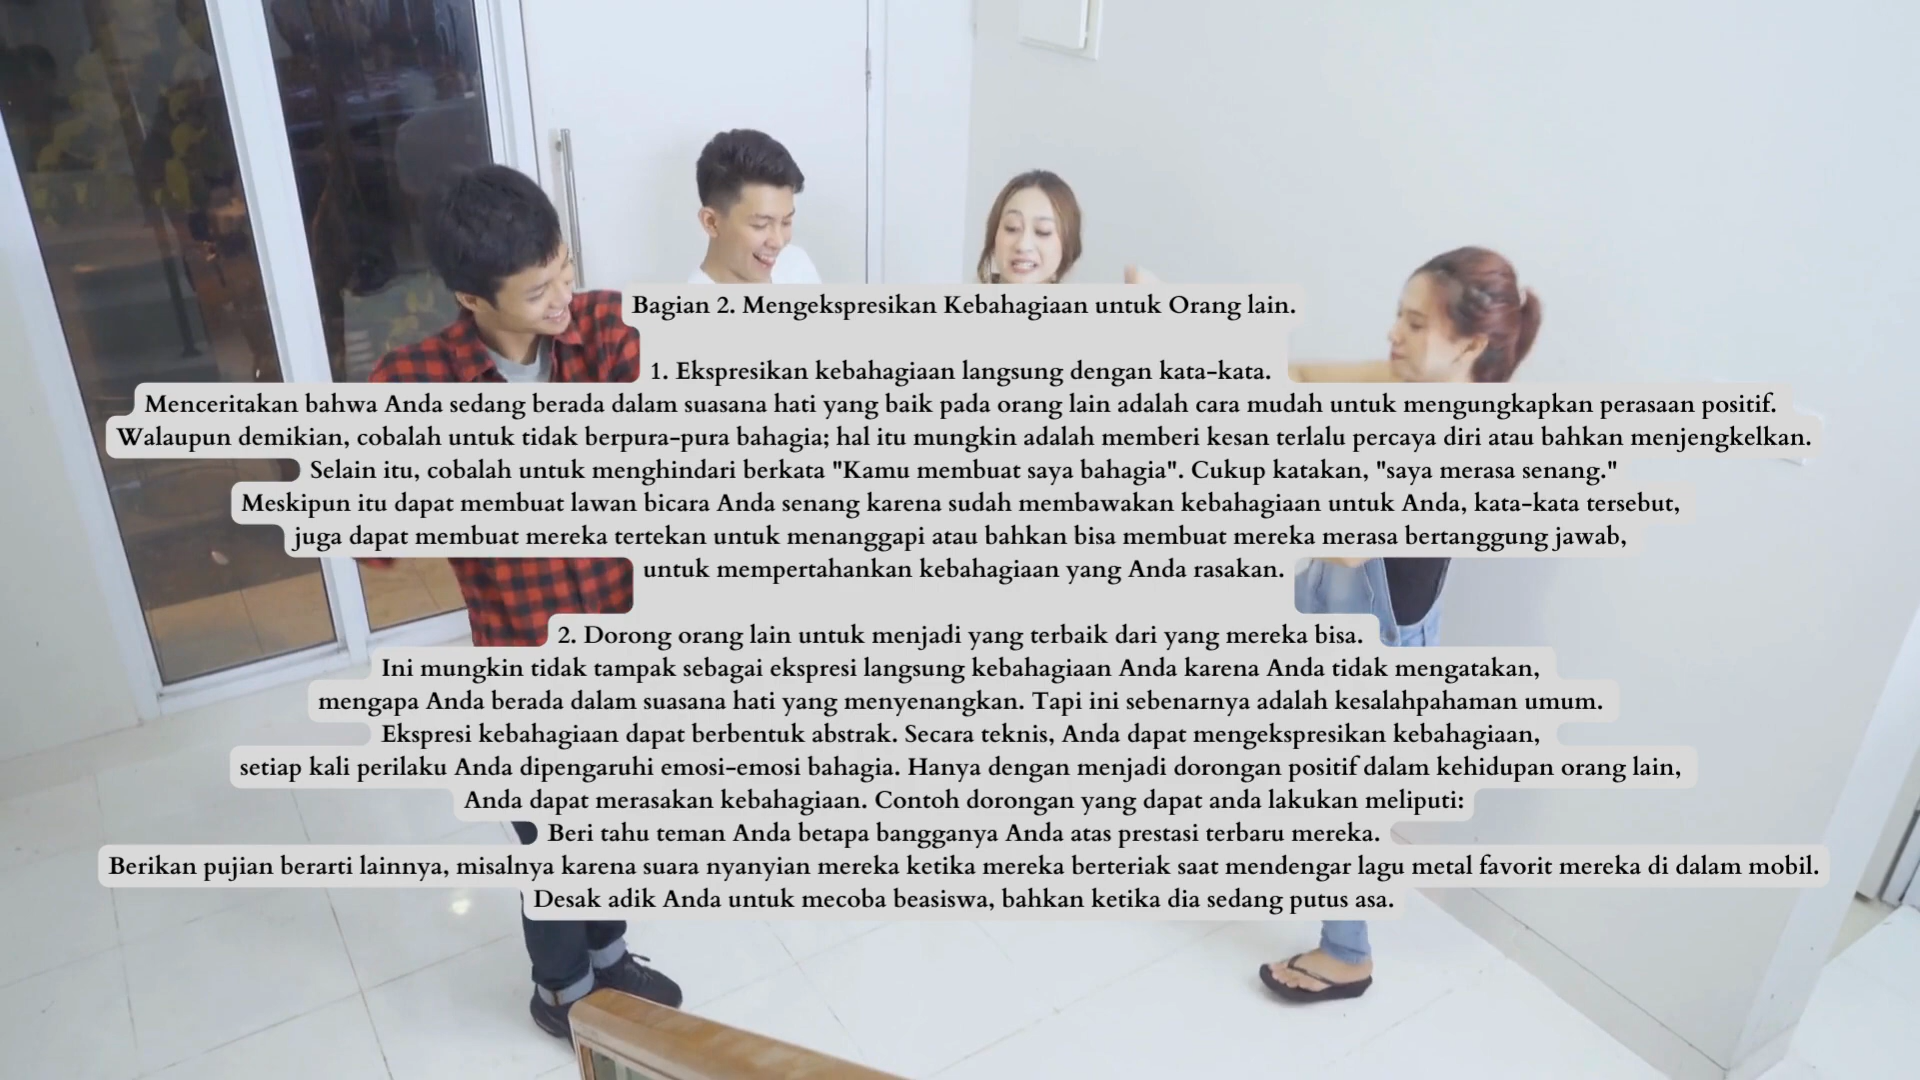 Bagian 2. Mengekspresikan Kebahagiaan untuk Orang lain.
1. Ekspresikan kebahagiaan langsung dengan kata-kata.
Menceritakan bahwa Anda sedang berada dalam suasana hati yang baik pada orang lain adalah cara mudah untuk mengungkapkan perasaan positif.
Walaupun demikian, cobalah untuk tidak berpura-pura bahagia; hal itu mungkin adalah memberi kesan terlalu percaya diri atau bahkan menjengkelkan.
Selain itu, cobalah untuk menghindari berkata "Kamu membuat saya bahagia". Cukup katakan, "saya merasa senang."
Meskipun itu dapat membuat lawan bicara Anda senang karena sudah membawakan kebahagiaan untuk Anda, kata-kata tersebut,
juga dapat membuat mereka tertekan untuk menanggapi atau bahkan bisa membuat mereka merasa bertanggung jawab,
untuk mempertahankan kebahagiaan yang Anda rasakan.
2. Dorong orang lain untuk menjadi yang terbaik dari yang mereka bisa.
Ini mungkin tidak tampak sebagai ekspresi langsung kebahagiaan Anda karena Anda tidak mengatakan,
mengapa Anda berada dalam suasana hati yang menyenangkan. Tapi ini sebenarnya adalah kesalahpahaman umum.
Ekspresi kebahagiaan dapat berbentuk abstrak. Secara teknis, Anda dapat mengekspresikan kebahagiaan,
setiap kali perilaku Anda dipengaruhi emosi-emosi bahagia. Hanya dengan menjadi dorongan positif dalam kehidupan orang lain,
Anda dapat merasakan kebahagiaan. Contoh dorongan yang dapat anda lakukan meliputi:
Beri tahu teman Anda betapa bangganya Anda atas prestasi terbaru mereka.
Berikan pujian berarti lainnya, misalnya karena suara nyanyian mereka ketika mereka berteriak saat mendengar lagu metal favorit mereka di dalam mobil.
Desak adik Anda untuk mecoba beasiswa, bahkan ketika dia sedang putus asa.